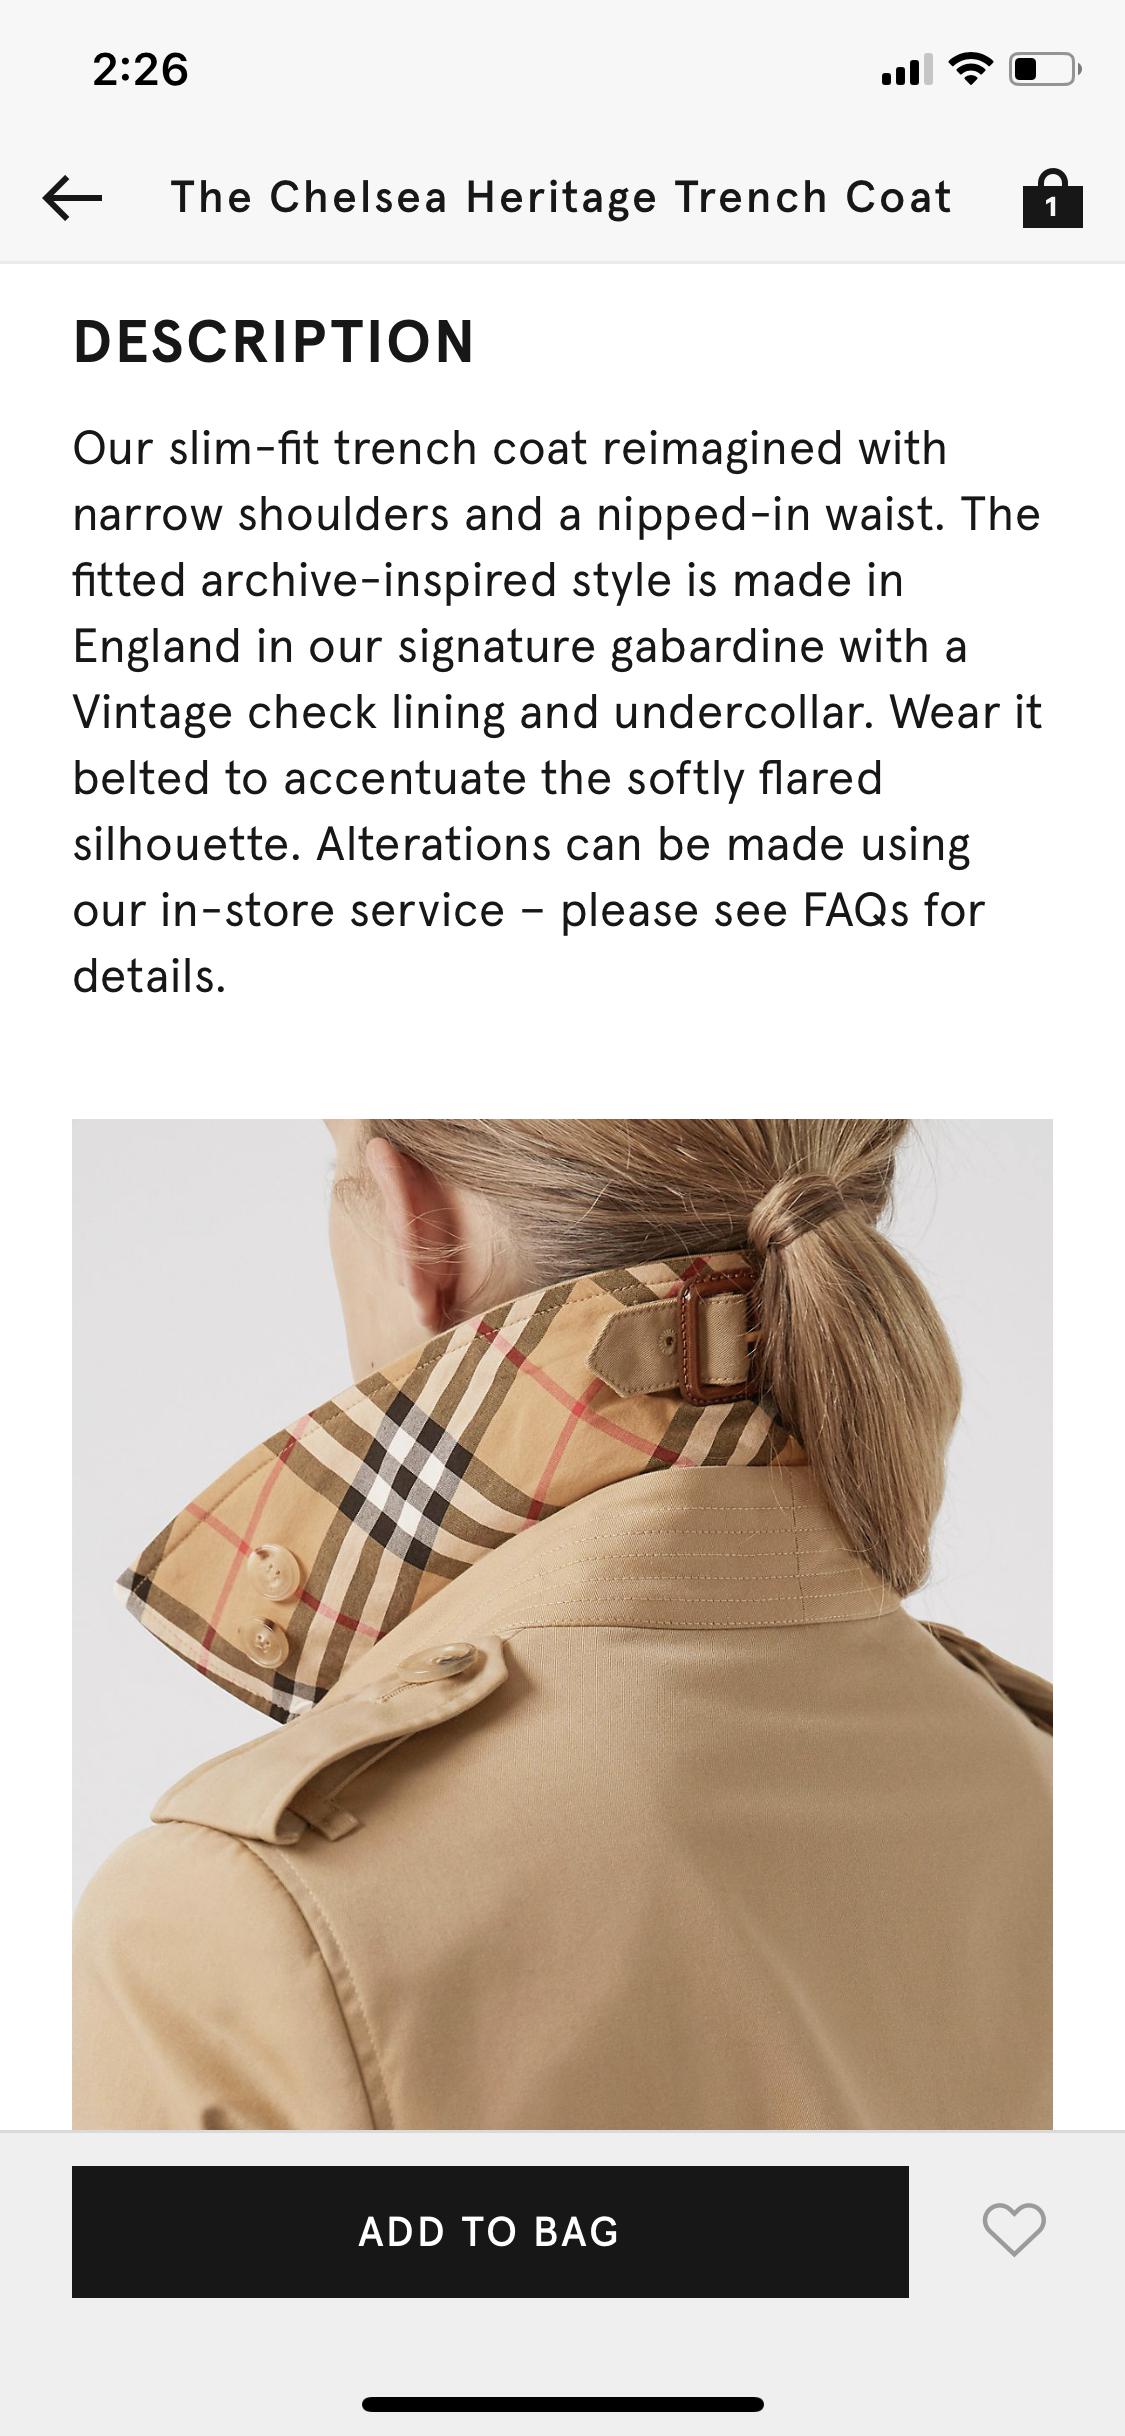 2:26
The Chelsea Heritage Trench Coat
1
DESCRIPTION
Our slim-fit trench coat reimagined with
narrow shoulders and a nipped-in waist. The
fitted archive-inspired style is made in
England in our signature gabardine with a
Vintage check lining and undercollar. Wear it
belted to accentuate the softly flared
silhouette. Alterations can be made using
our in-store service – please see FAQs for
details.
ADD TO BAG